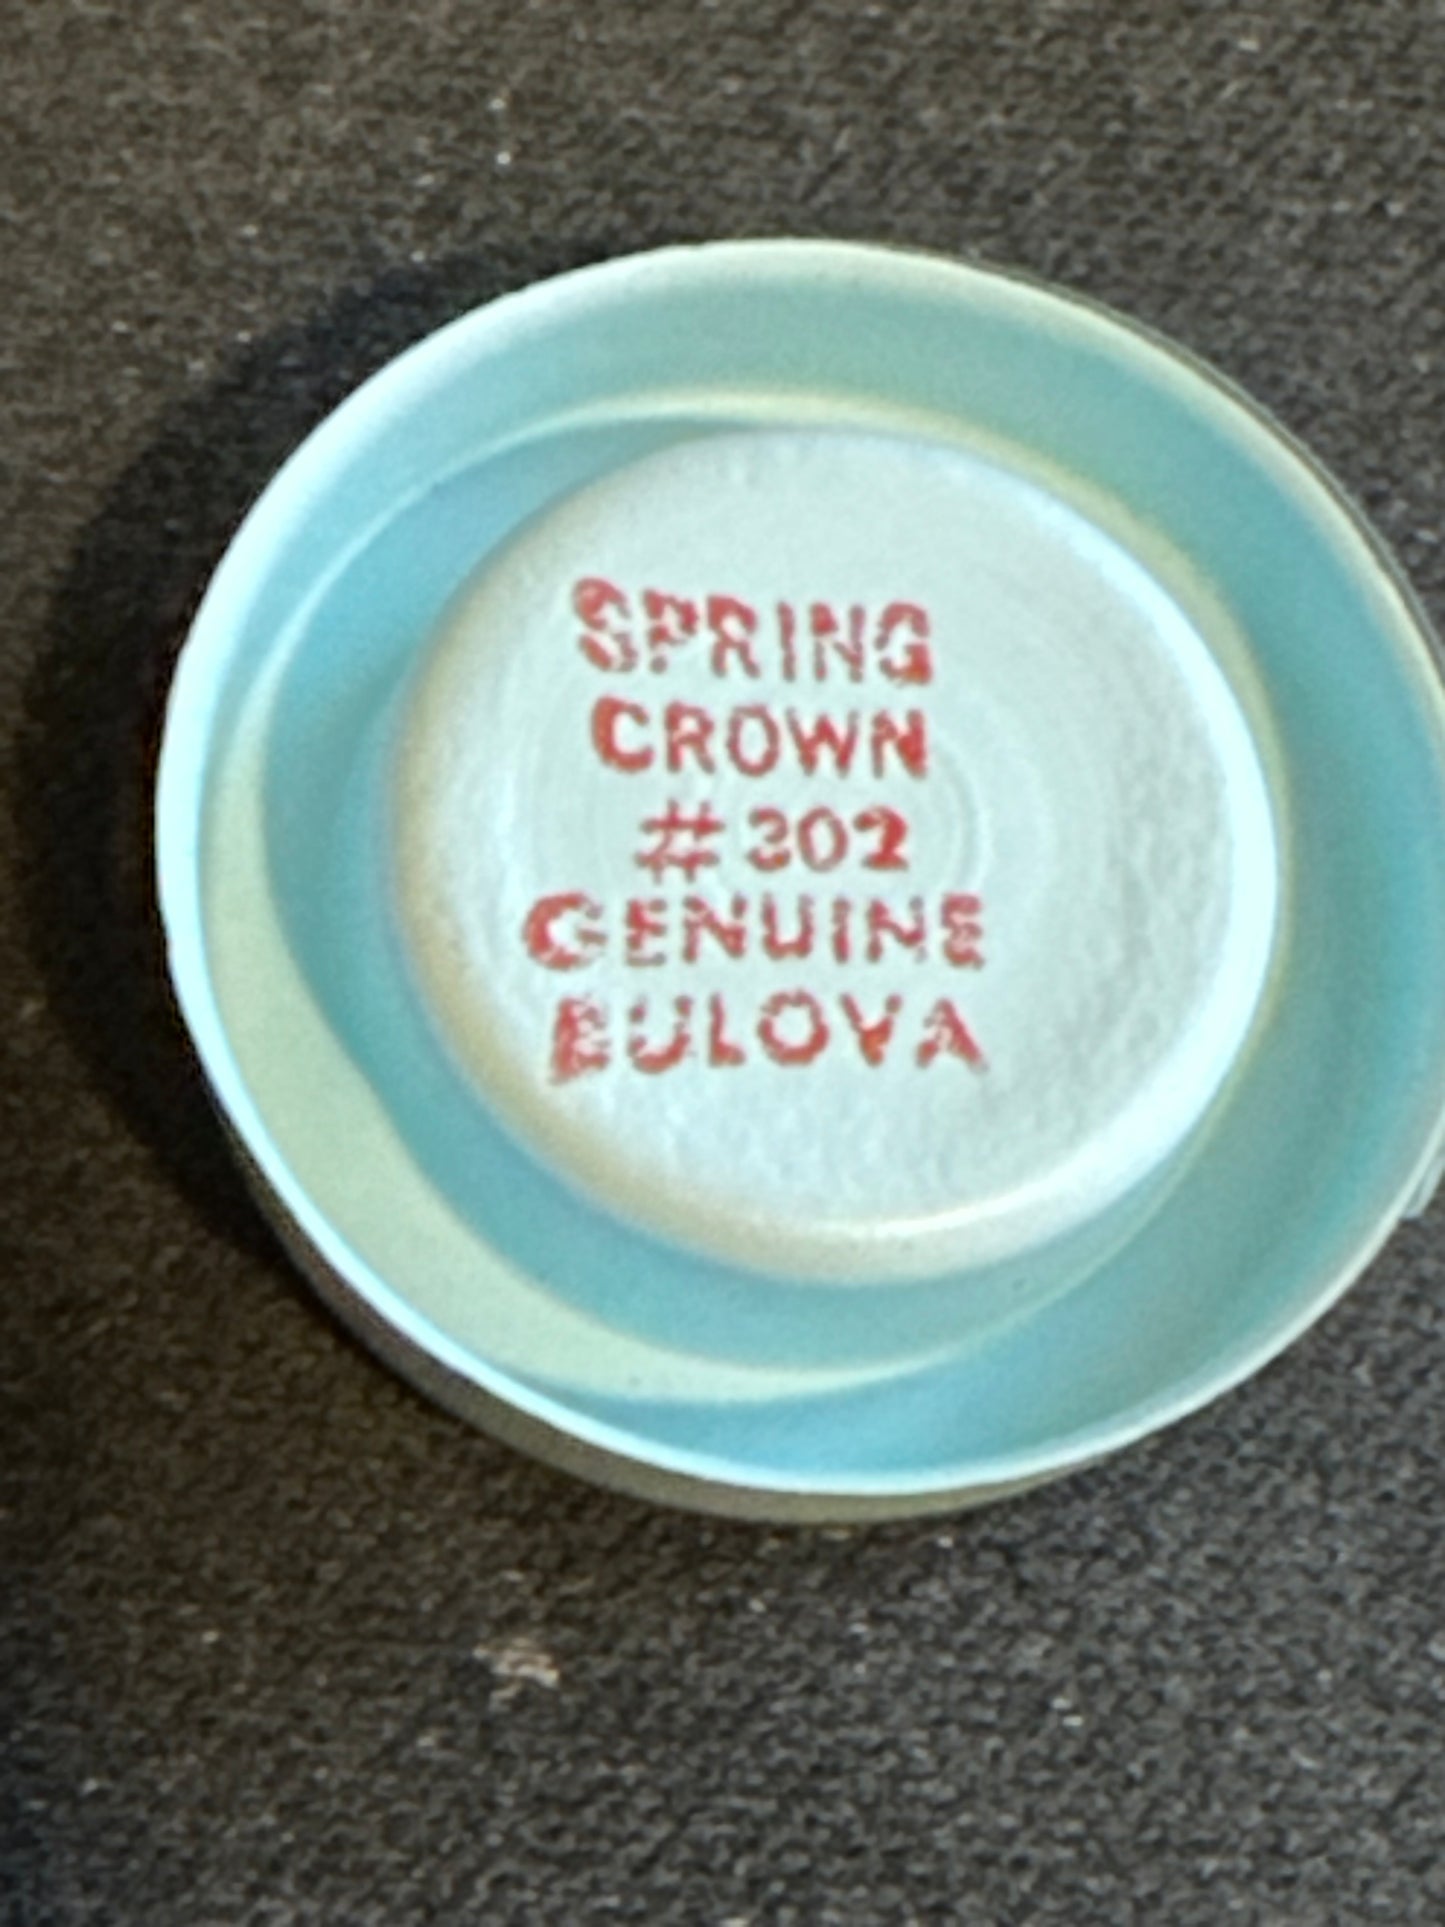 SPRING
CROWN
#302
GENUINE
BULOVA